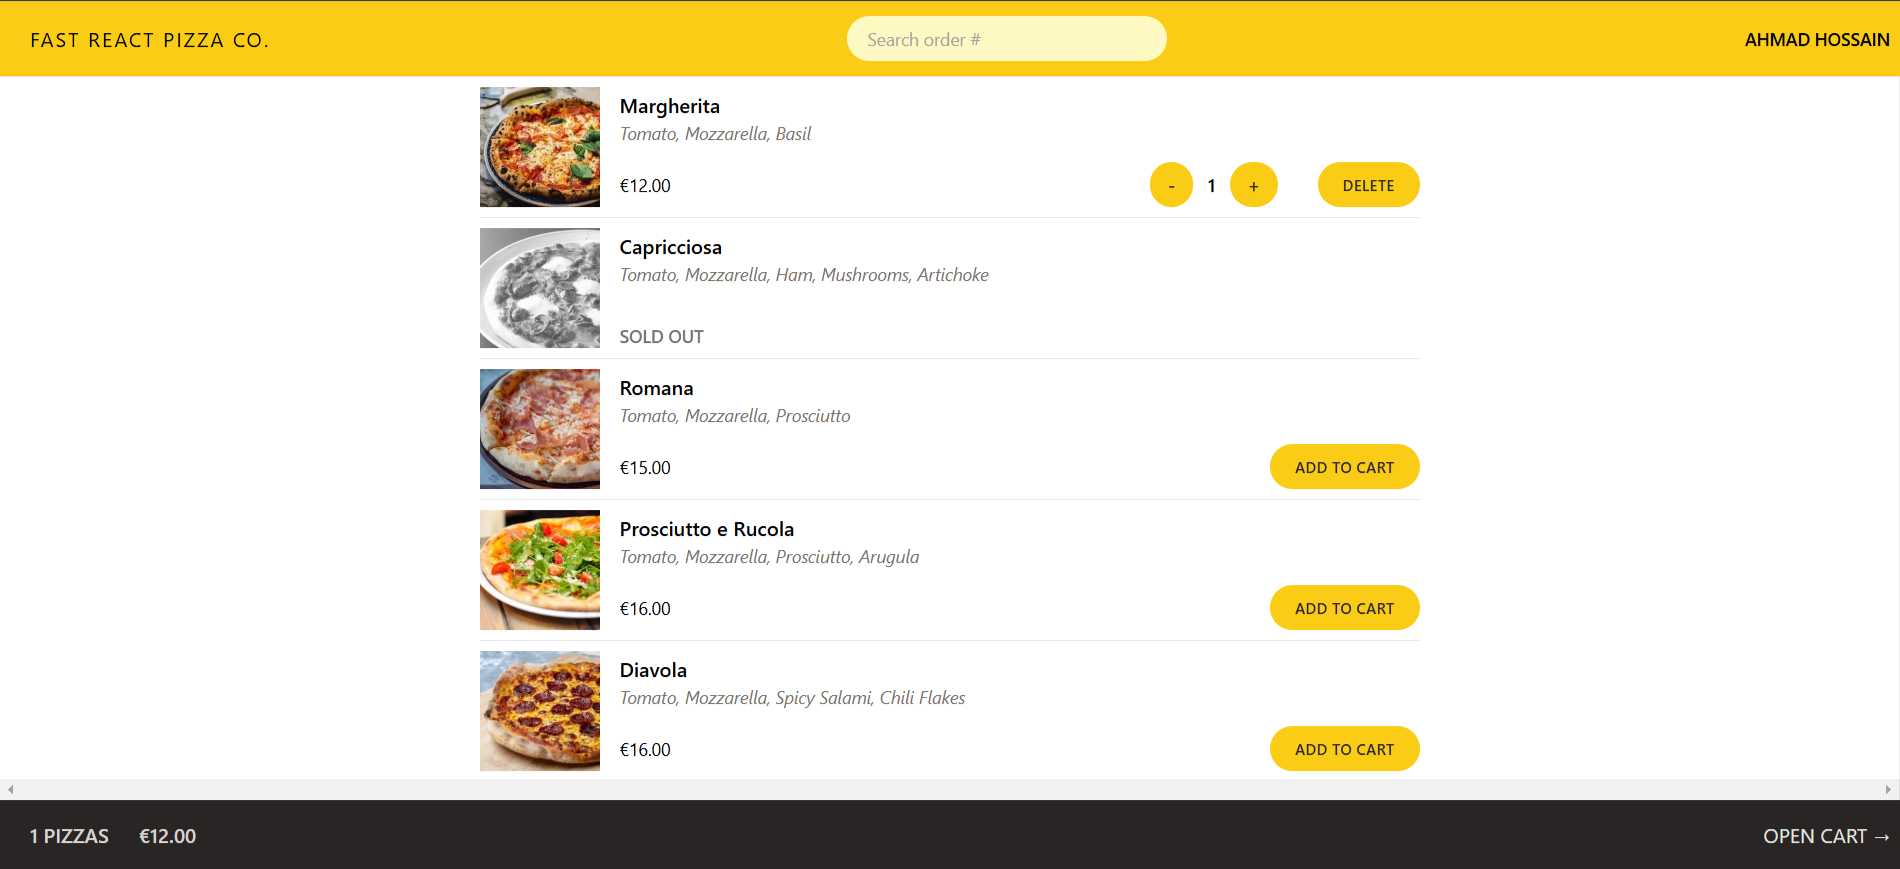 FAST REACT PIZZA CO.
Search order #
AHMAD HOSSAIN
Margherita
Tomato, Mozzarella, Basil
€12.00
- 1 +
DELETE
Capricciosa
Tomato, Mozzarella, Ham, Mushrooms, Artichoke
SOLD OUT
Romana
Tomato, Mozzarella, Prosciutto
€15.00
ADD TO CART
Prosciutto e Rucola
Tomato, Mozzarella, Prosciutto, Arugula
€16.00
ADD TO CART
Diavola
Tomato, Mozzarella, Spicy Salami, Chili Flakes
€16.00
ADD TO CART
1 PIZZAS
€12.00
OPEN CART →